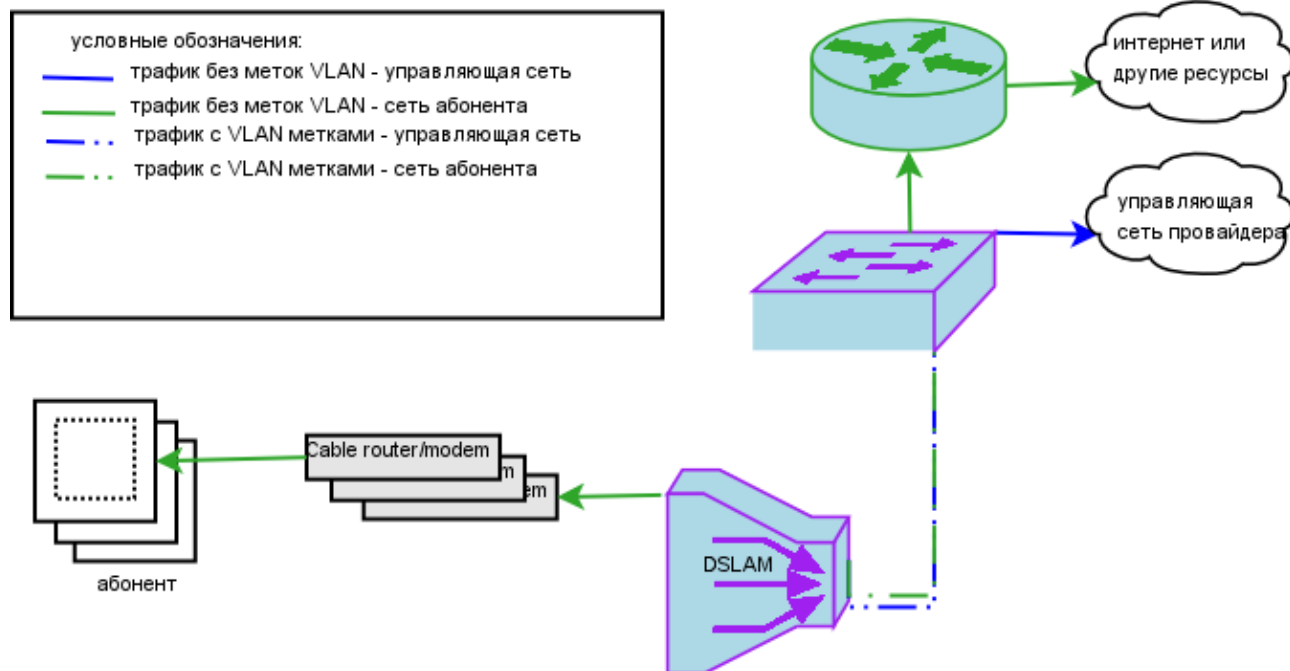 условные обозначения:
трафик без меток VLAN - управляющая сеть
трафик без меток VLAN - сеть абонента
трафик с VLAN метками - управляющая сеть
трафик с VLAN метками - сеть абонента
интернет или
другие ресурсы
управляющая
сеть провайдера
Cable router/modem
m
em
DSLAM
абонент